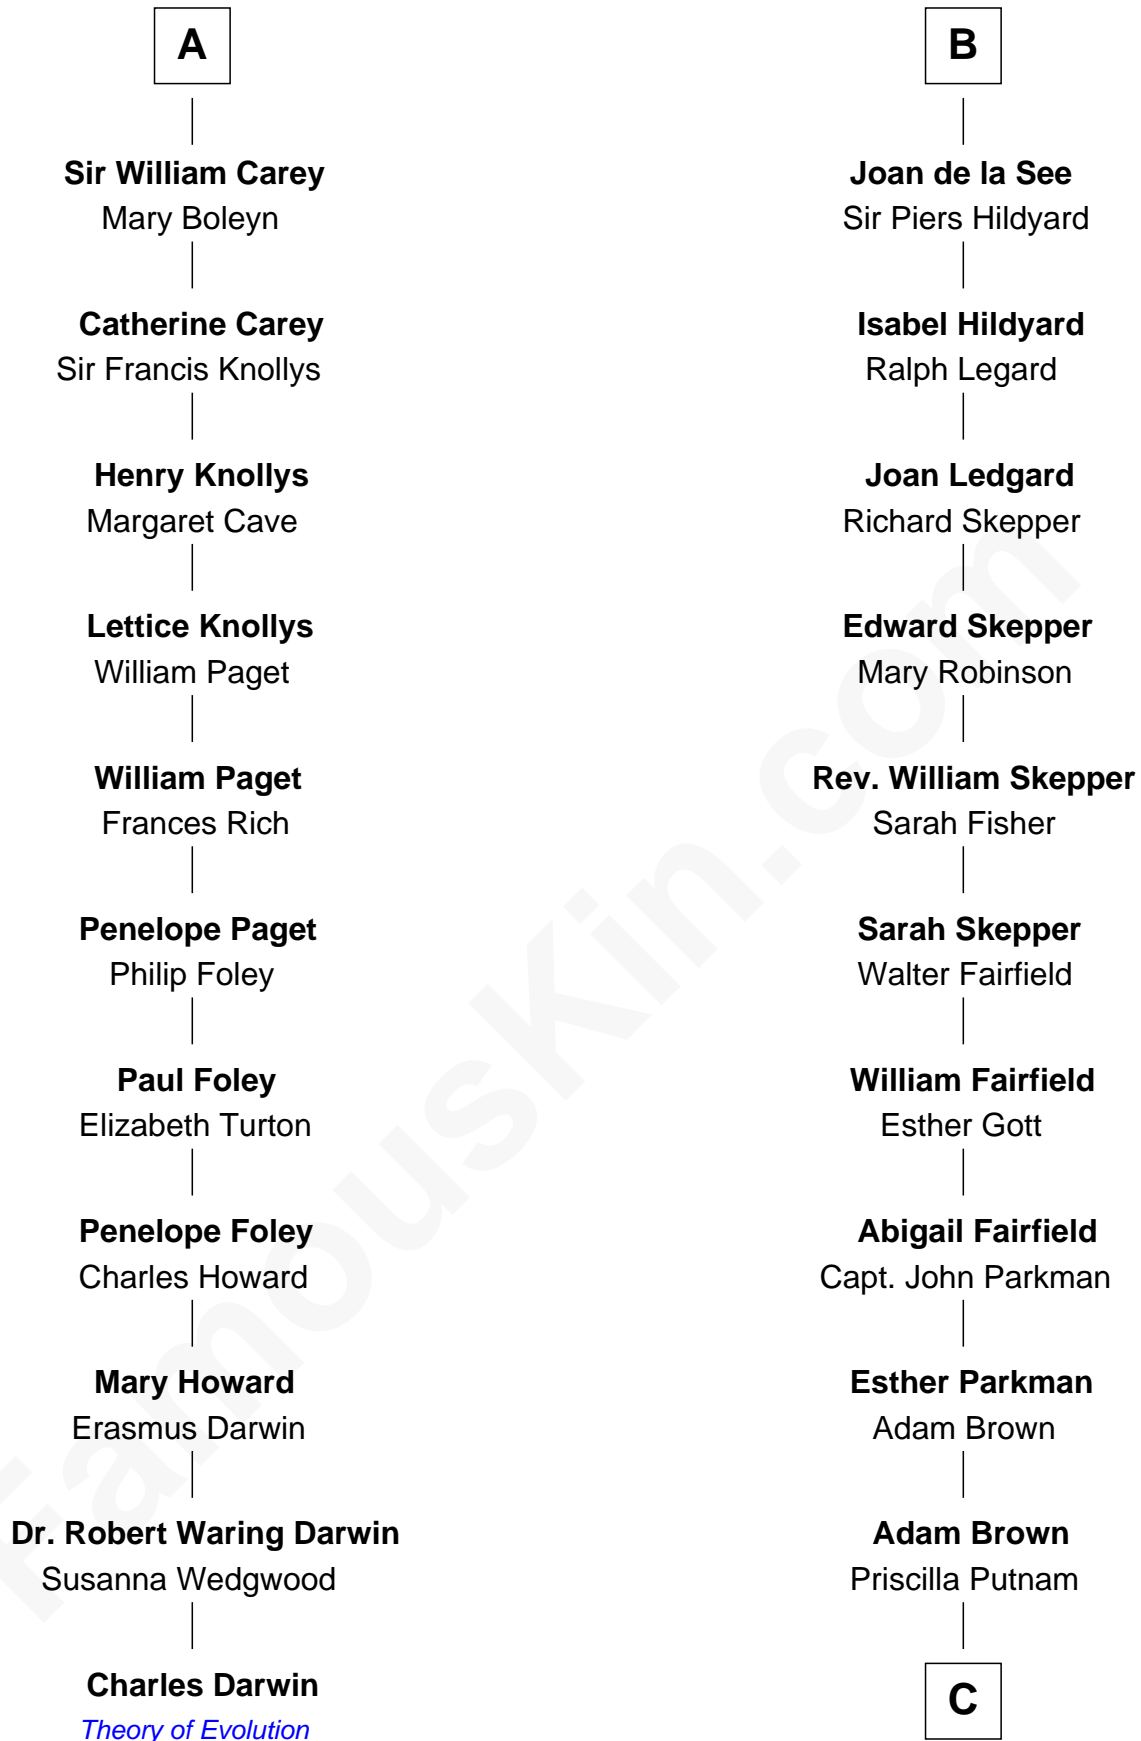 A
Sir William Carey
Mary Boleyn
Catherine Carey
Sir Francis Knollys
Henry Knollys
Margaret Cave
Lettice Knollys
William Paget
William Paget
Frances Rich
Penelope Paget
Philip Foley
Paul Foley
Elizabeth Turton
Penelope Foley
Charles Howard
Mary Howard
Erasmus Darwin
Dr. Robert Waring Darwin
Susanna Wedgwood
Charles Darwin
Theory of Evolution
B
Joan de la See
Sir Piers Hildyard
Isabel Hildyard
Ralph Legard
Joan Ledgard
Richard Skepper
Edward Skepper
Mary Robinson
Rev. William Skepper
Sarah Fisher
Sarah Skepper
Walter Fairfield
William Fairfield
Esther Gott
Abigail Fairfield
Capt. John Parkman
Esther Parkman
Adam Brown
Adam Brown
Priscilla Putnam
C
FamousKin.com